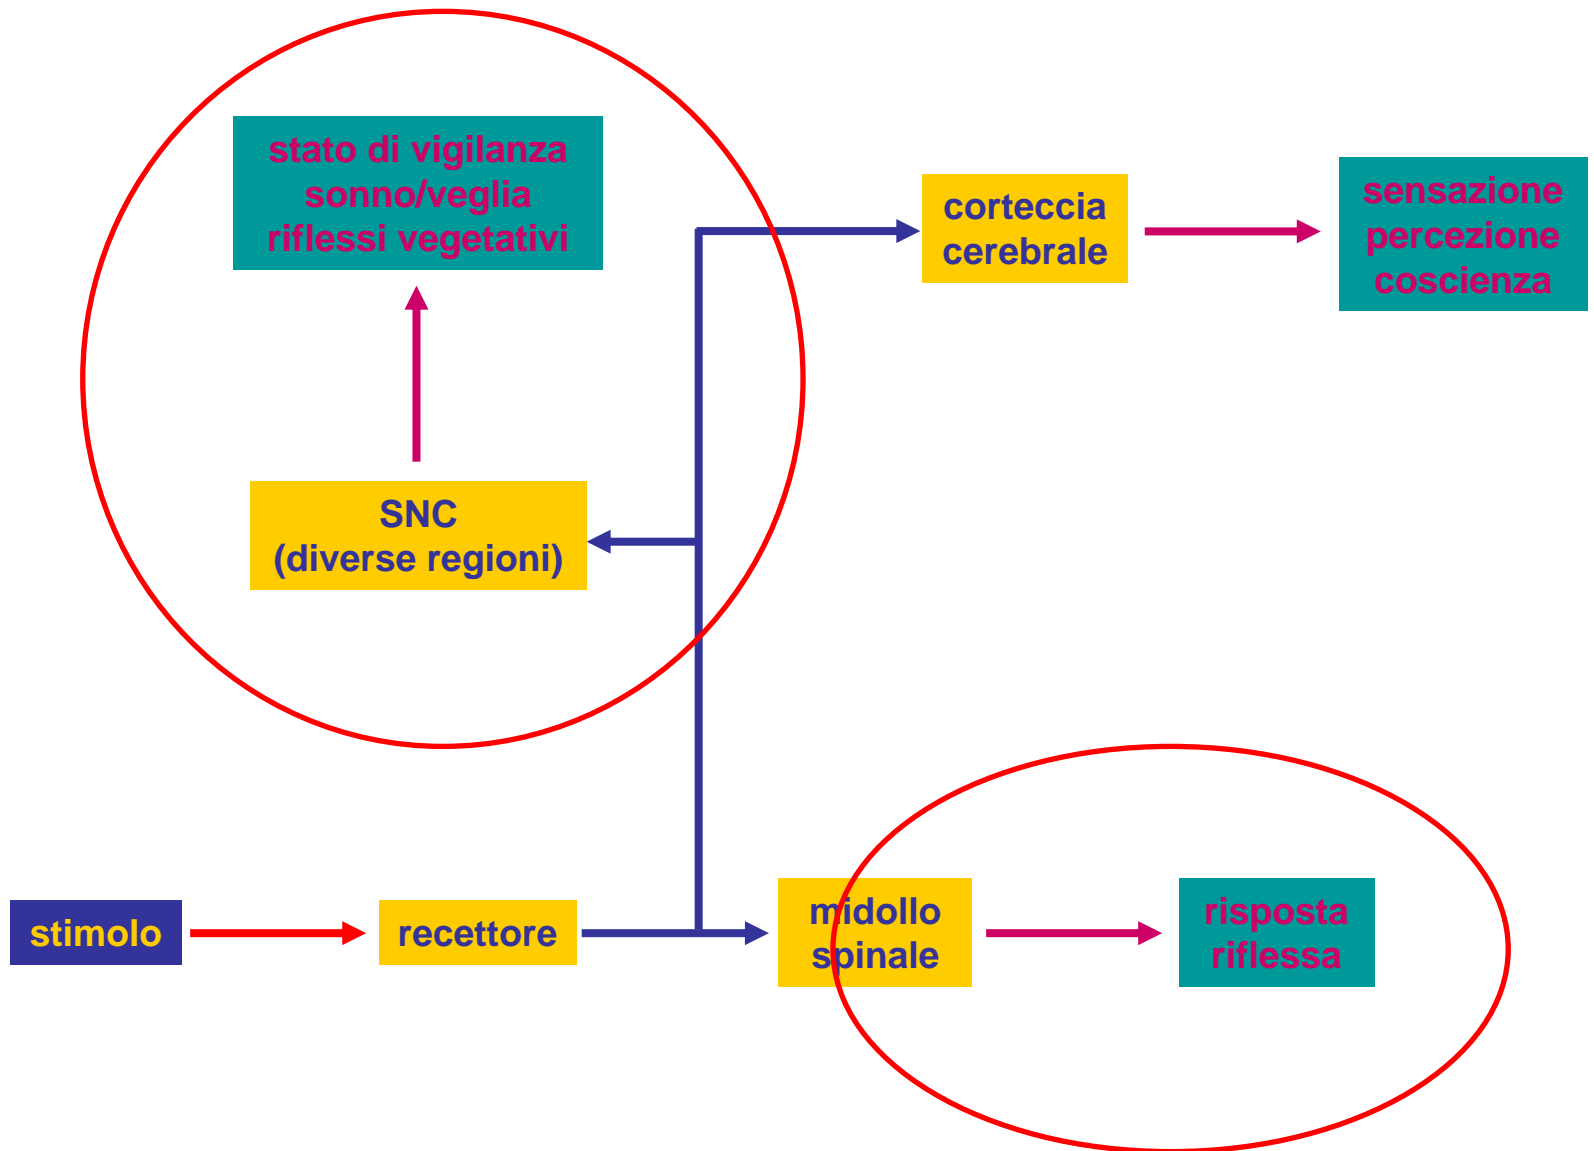 stato di vigilanza
sonno/veglia
riflessi vegetativi
corteccia
cerebrale
sensazione
percezione
coscienza
SNC
(diverse regioni)
stimolo
recettore
midollo
spinale
risposta
riflessa